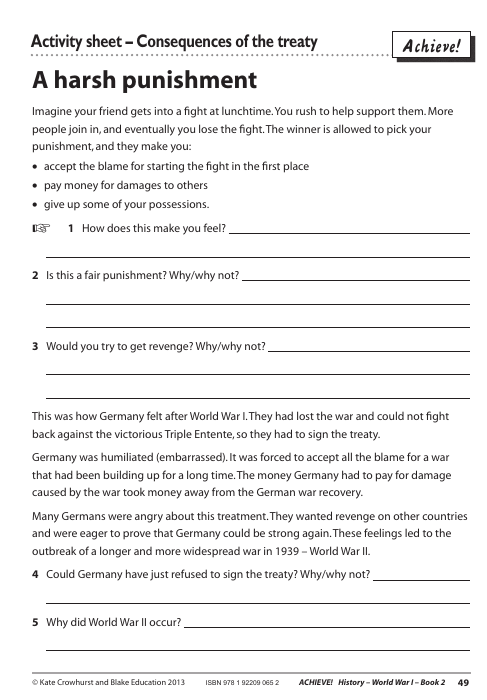 Activity sheet – Consequences of the treaty
Achieve!
A harsh punishment
Imagine your friend gets into a fight at lunchtime. You rush to help support them. More
people join in, and eventually you lose the fight. The winner is allowed to pick your
punishment, and they make you:
• accept the blame for starting the fight in the first place
• pay money for damages to others
• give up some of your possessions.
1 How does this make you feel?
2 Is this a fair punishment? Why/why not?
3 Would you try to get revenge? Why/why not?
This was how Germany felt after World War I. They had lost the war and could not fight
back against the victorious Triple Entente, so they had to sign the treaty.
Germany was humiliated (embarrassed). It was forced to accept all the blame for a war
that had been building up for a long time. The money Germany had to pay for damage
caused by the war took money away from the German war recovery.
Many Germans were angry about this treatment. They wanted revenge on other countries
and were eager to prove that Germany could be strong again. These feelings led to the
outbreak of a longer and more widespread war in 1939 – World War II.
4 Could Germany have just refused to sign the treaty? Why/why not?
5 Why did World War II occur?
© Kate Crowhurst and Blake Education 2013 ISBN 978 1 92209 065 2 ACHIEVE! History – World War I – Book 2 49